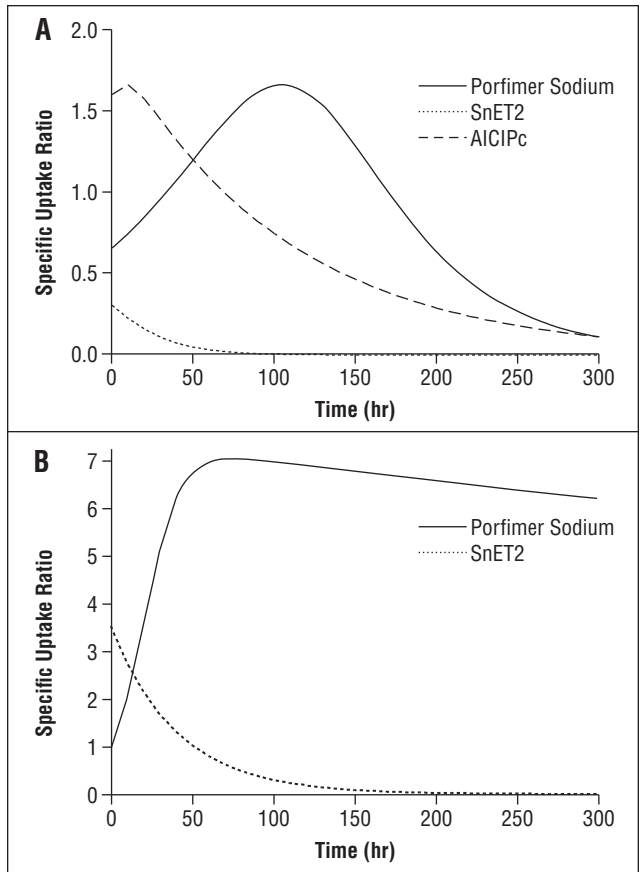 A
2.0
1.5
1.0
0.5
0.0
Specific Uptake Ratio
Porfimer Sodium
SnET2
AlClPc
0 50 100 150 200 250 300
Time (hr)
B
7
6
5
4
3
2
1
0
Specific Uptake Ratio
Porfimer Sodium
SnET2
0 50 100 150 200 250 300
Time (hr)